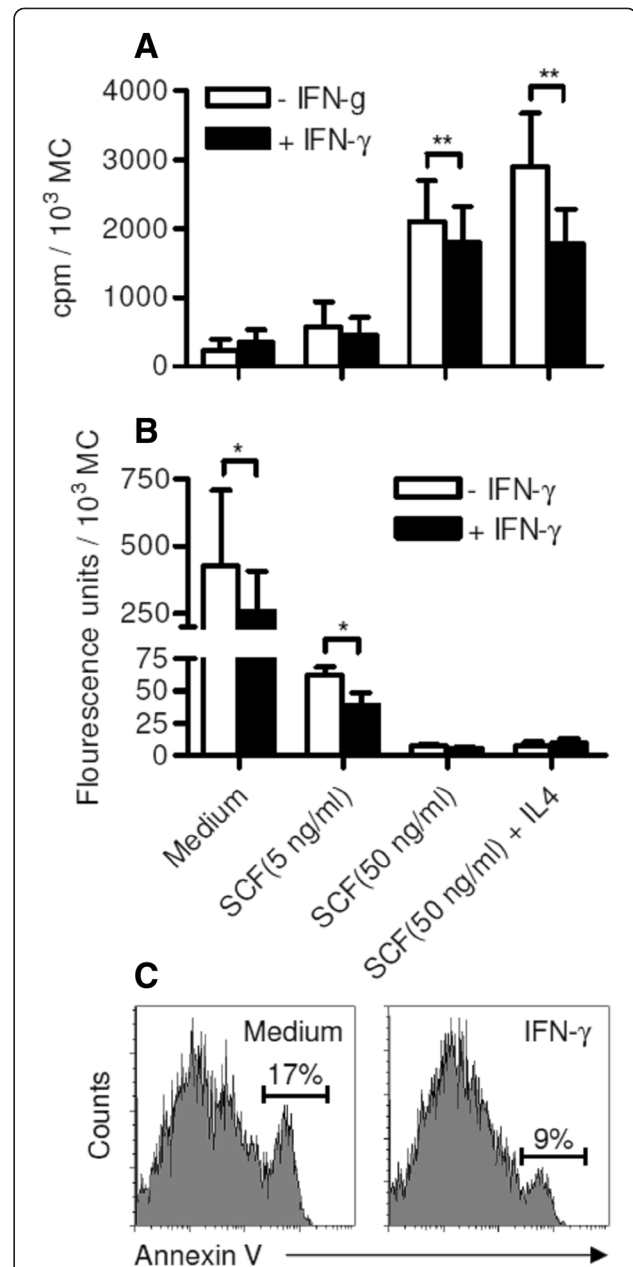 A
4000
3000
2000
1000
0
cpm / 10³ MC
- IFN-g
+ IFN-γ
**
**
B
750
500
250
75
50
25
0
Flourescence units / 10³ MC
- IFN-γ
+ IFN-γ
*
*
Medium
SCF(5 ng/ml)
SCF(50 ng/ml)
SCF(50 ng/ml) + IL4
C
Counts
Medium
17%
IFN-γ
9%
Annexin V